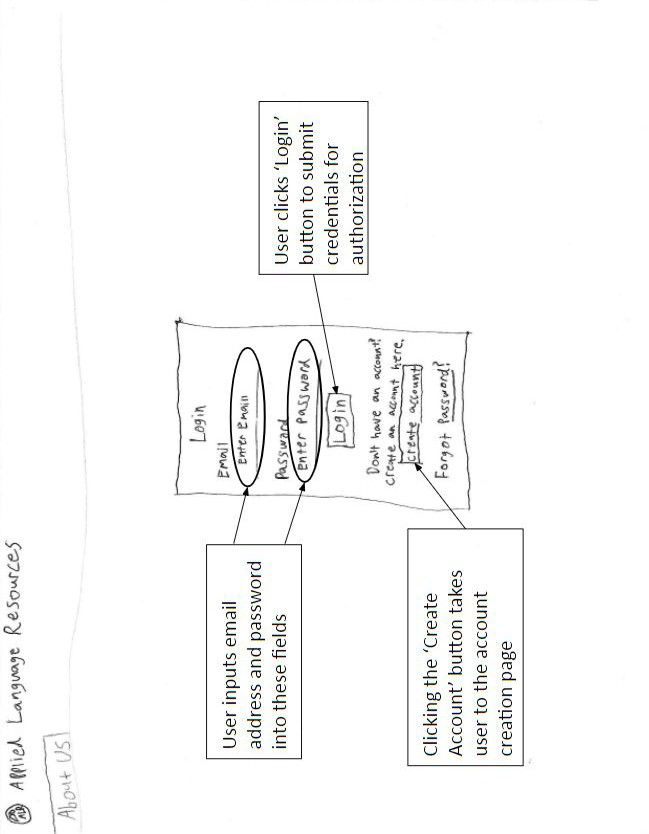 Applied Language Resources
About US
Login
Email
Enter Email
Password
Enter Password
Login
Don't have an account?
create an account here.
create account
Forgot Password?
User inputs email
address and password
into these fields
User clicks 'Login'
button to submit
credentials for
authorization
Clicking the 'Create
Account' button takes
user to the account
creation page